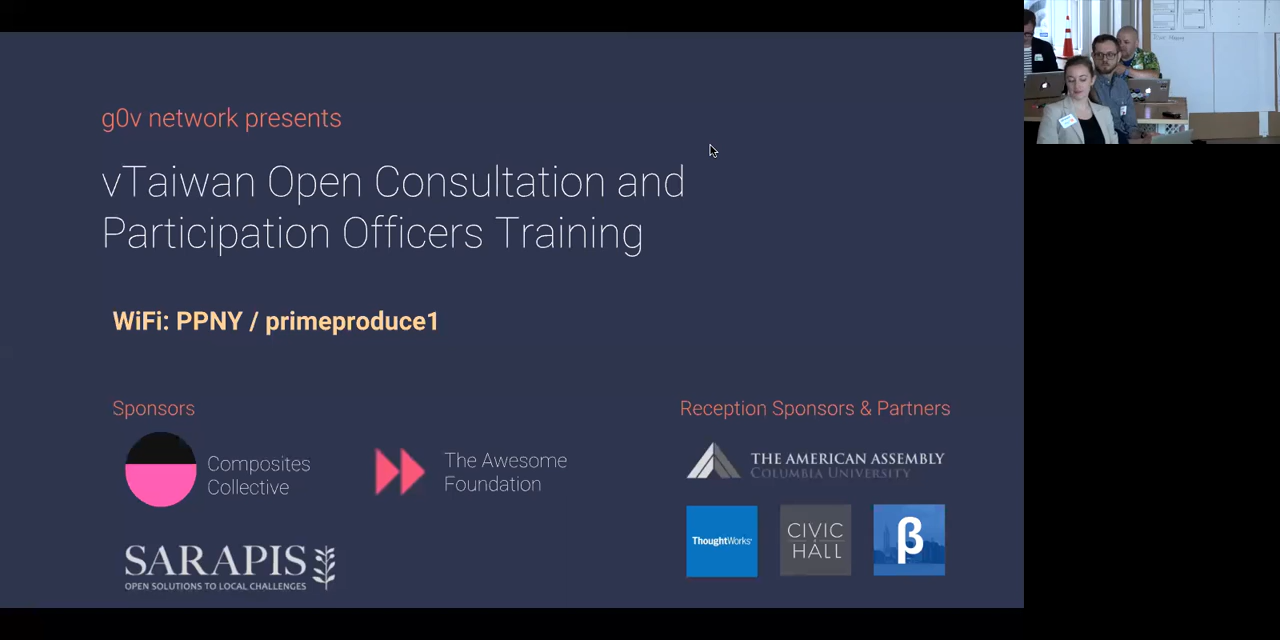 g0v network presents
vTaiwan Open Consultation and
Participation Officers Training
WiFi: PPNY / primeproduce1
Sponsors
Composites
Collective
The Awesome
Foundation
SARAPIS
OPEN SOLUTIONS TO LOCAL CHALLENGES
Reception Sponsors & Partners
THE AMERICAN ASSEMBLY
COLUMBIA UNIVERSITY
ThoughtWorks®
CIVIC
HALL
β